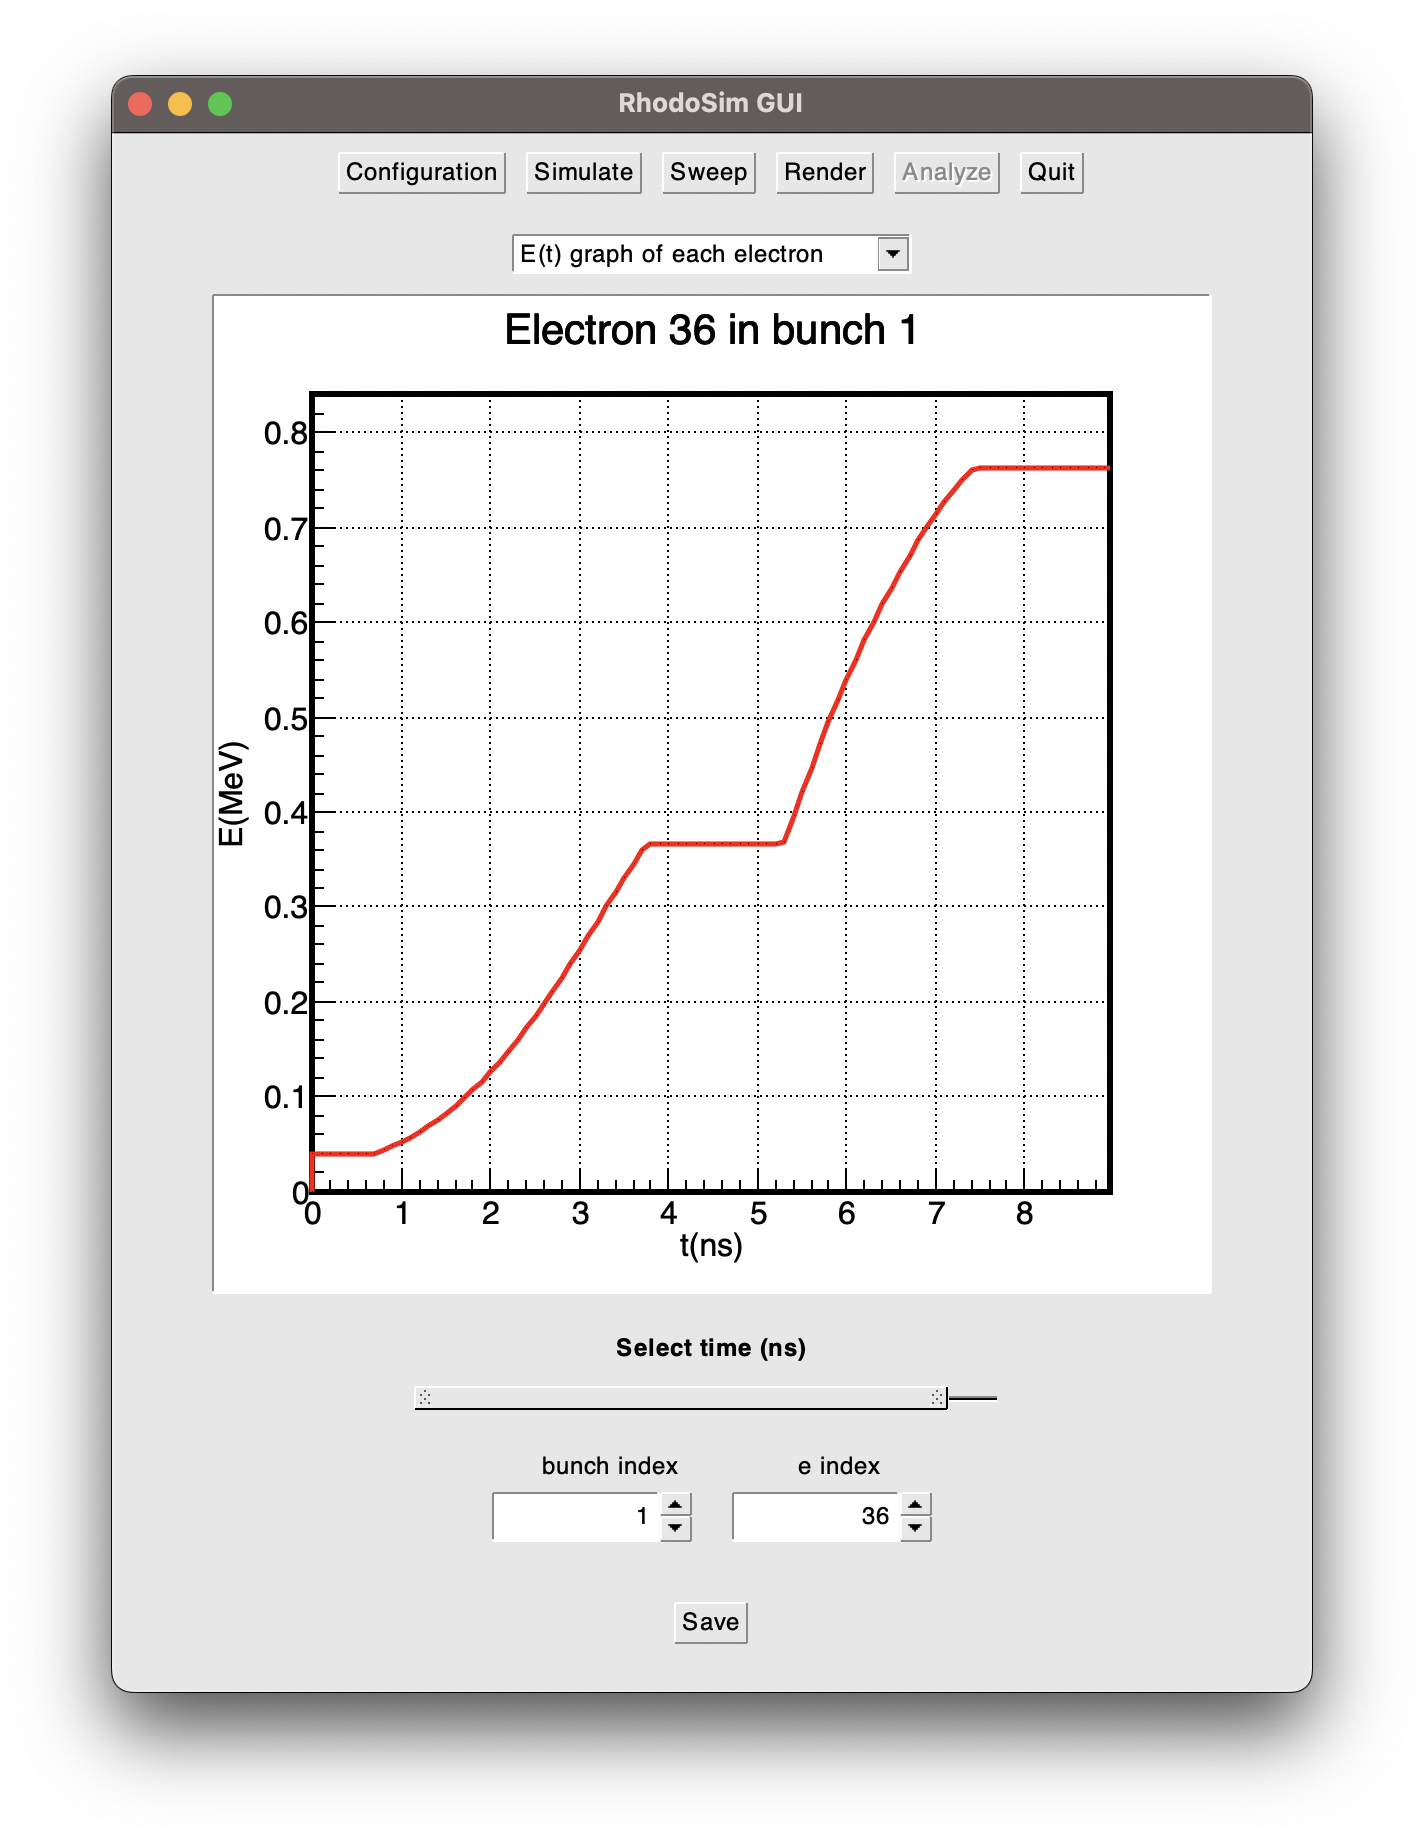 RhodoSim GUI
Configuration Simulate Sweep Render Analyze Quit
E(t) graph of each electron
Electron 36 in bunch 1
E(MeV)
0.8
0.7
0.6
0.5
0.4
0.3
0.2
0.1
0
0 1 2 3 4 5 6 7 8
t(ns)
Select time (ns)
bunch index e index
1 36
Save